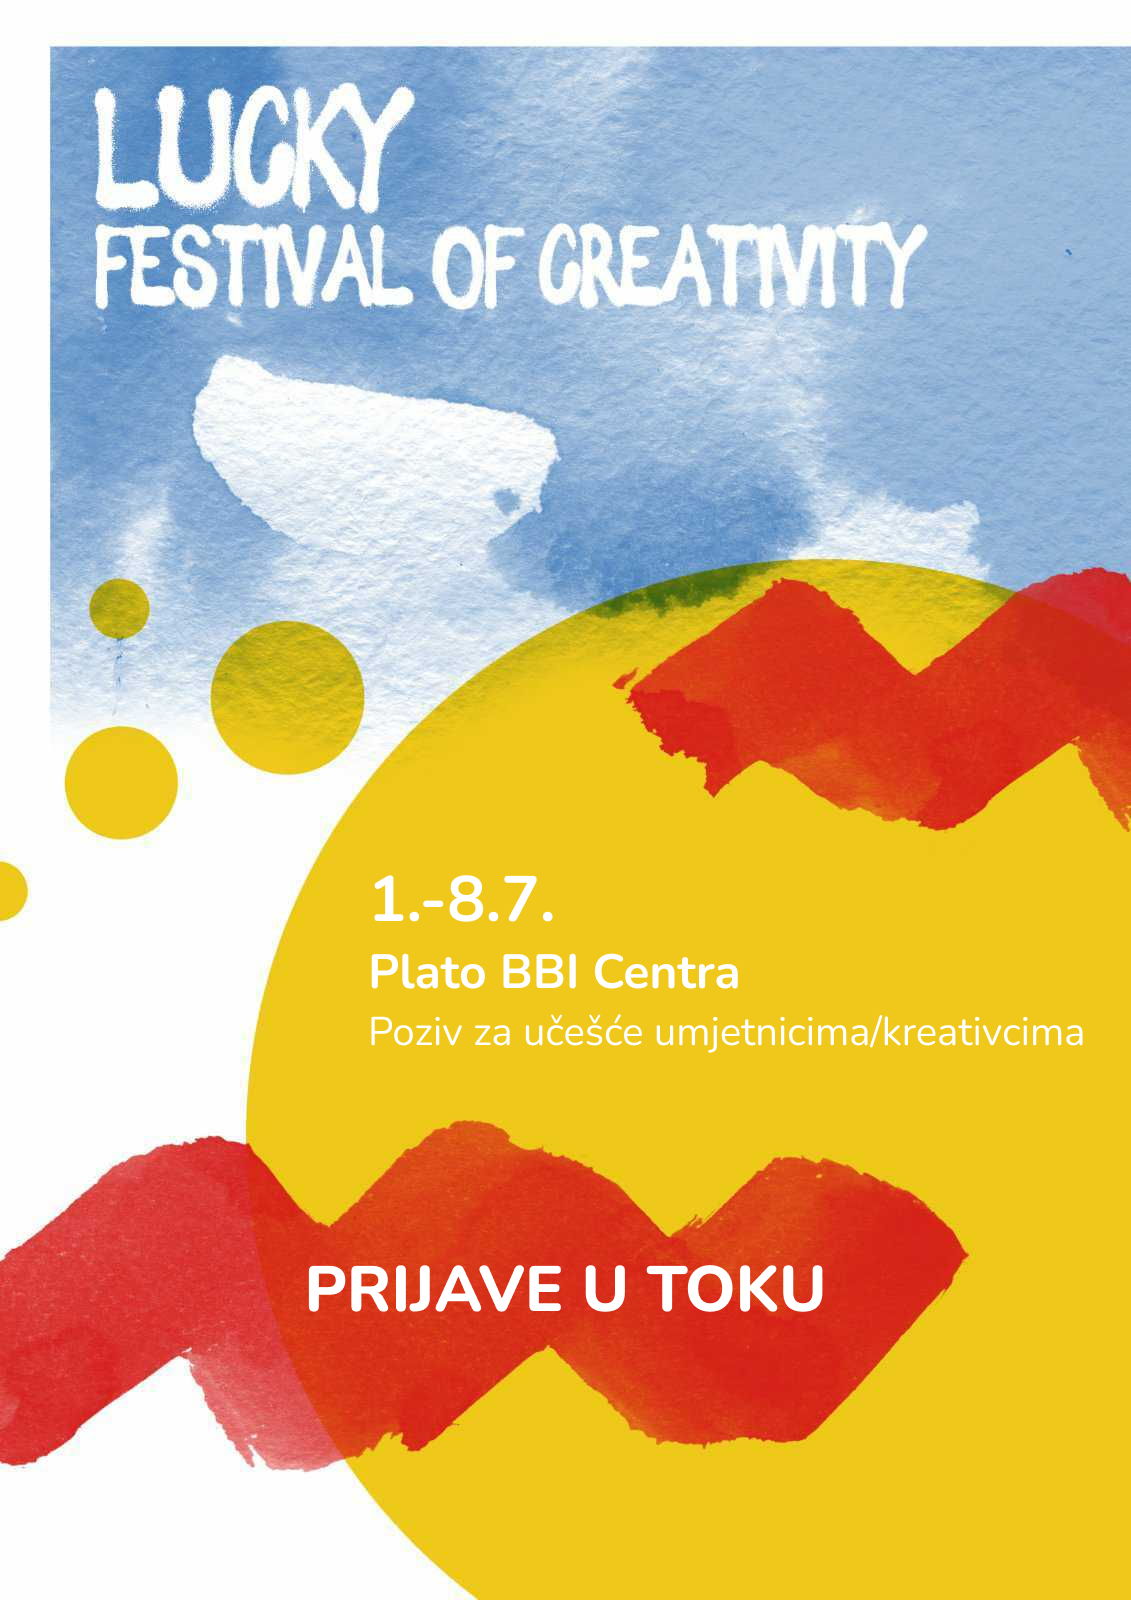 LUCKY
FESTIVAL OF CREATIVITY
1.-8.7.
Plato BBI Centra
Poziv za učešće umjetnicima/kreativcima
PRIJAVE U TOKU